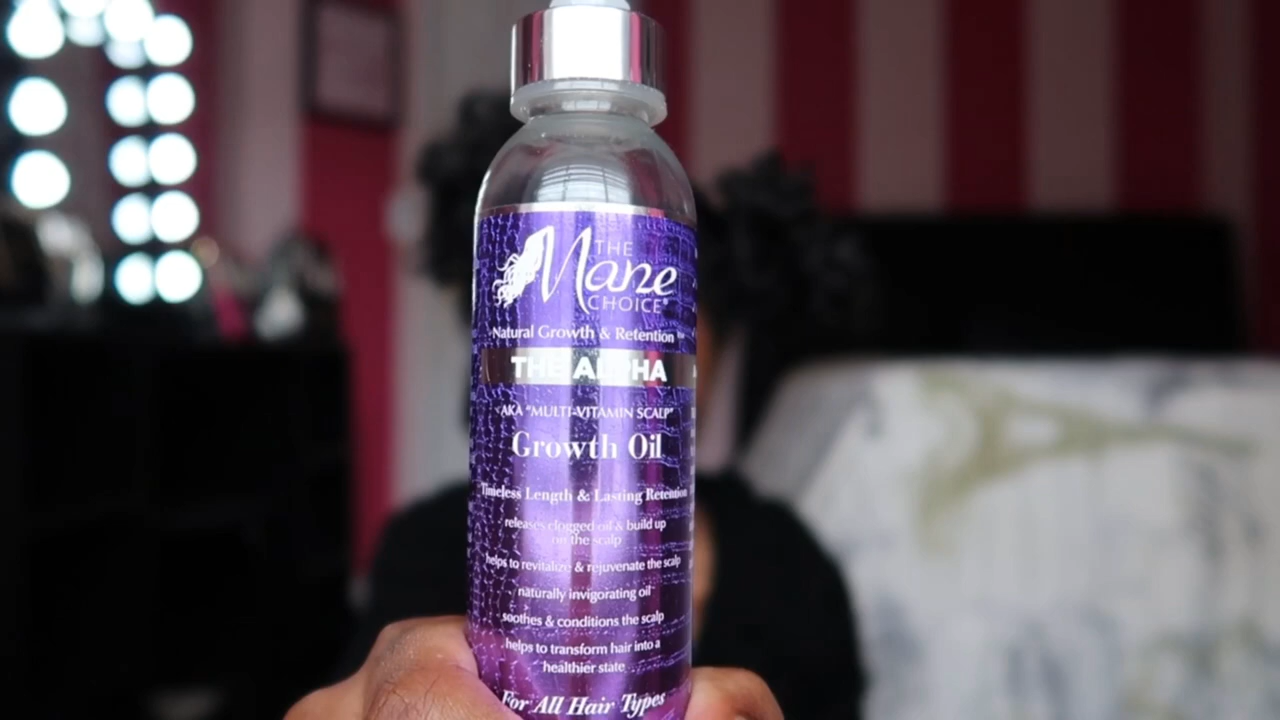 THE
Mane
CHOICE®
Natural Growth & Retention™
THE ALPHA
AKA "MULTI-VITAMIN SCALP"
Growth Oil
Timeless Length & Lasting Retention
releases clogged oil & build up
on the scalp
helps to revitalize & rejuvenate the scalp
naturally invigorating oil
soothes & conditions the scalp
helps to transform hair into a
healthier state
For All Hair Types